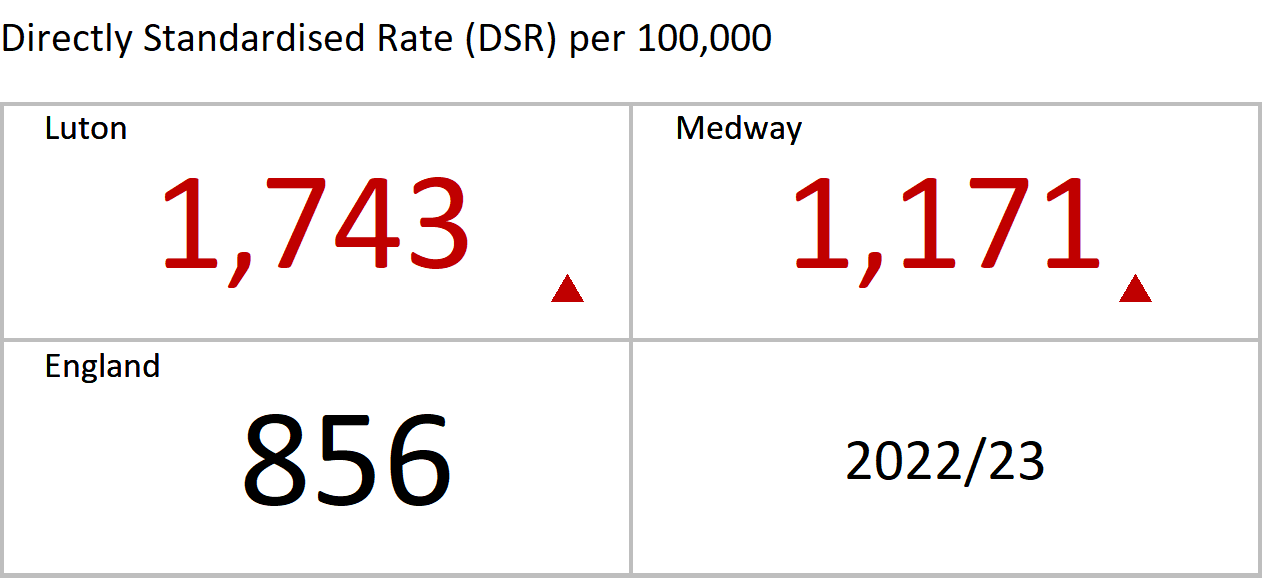 Directly Standardised Rate (DSR) per 100,000
Luton
1,743
Medway
1,171
England
856
2022/23